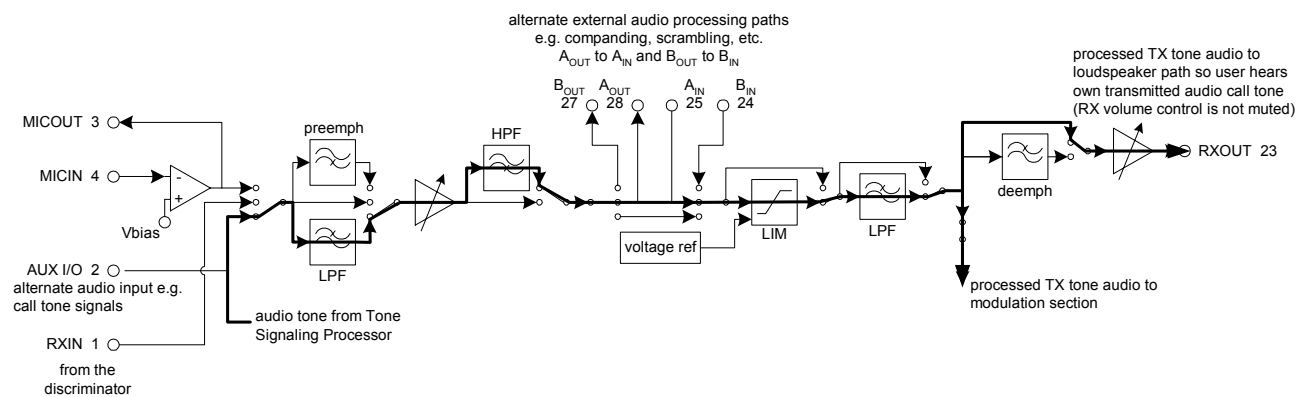 alternate external audio processing paths
e.g. companding, scrambling, etc.
AOUT to AIN and BOUT to BIN
BOUT AOUT AIN BIN
27 28 25 24
processed TX tone audio to
loudspeaker path so user hears
own transmitted audio call tone
(RX volume control is not muted)
MICOUT 3
preemph
HPF
MICIN 4
-
+
Vbias
RXOUT 23
deemph
LPF
voltage ref
LIM
LPF
AUX I/O 2
alternate audio input e.g.
call tone signals
processed TX tone audio to
modulation section
audio tone from Tone
Signaling Processor
RXIN 1
from the
discriminator